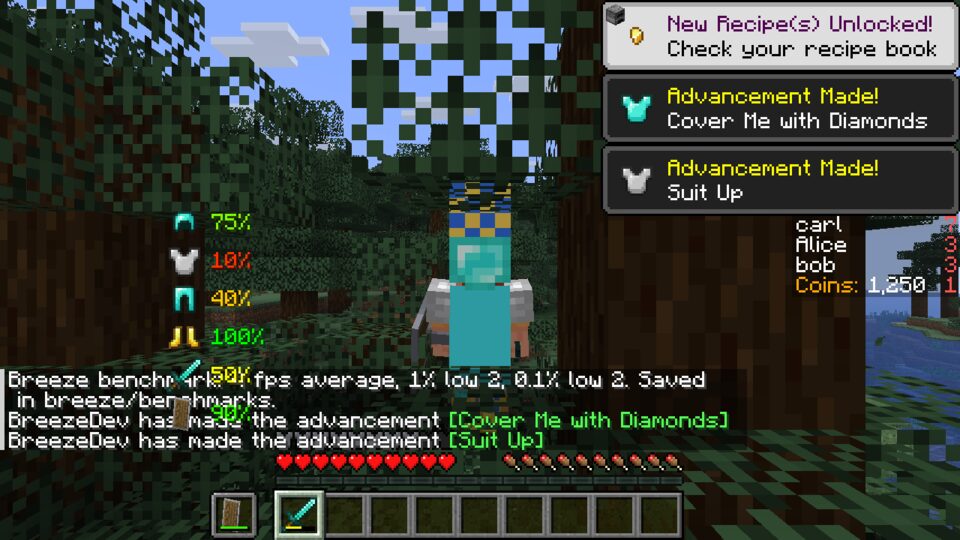 New Recipe(s) Unlocked!
Check your recipe book
Advancement Made!
Cover Me with Diamonds
Advancement Made!
Suit Up
carl
Alice 3
bob 3
Coins: 1,250 1
75%
10%
40%
100%
50%
90%
Breeze fps average, 1% low 2, 0.1% low 2. Saved
in breeze/benchmarks.
BreezeDev has made the advancement [Cover Me with Diamonds]
BreezeDev has made the advancement [Suit Up]